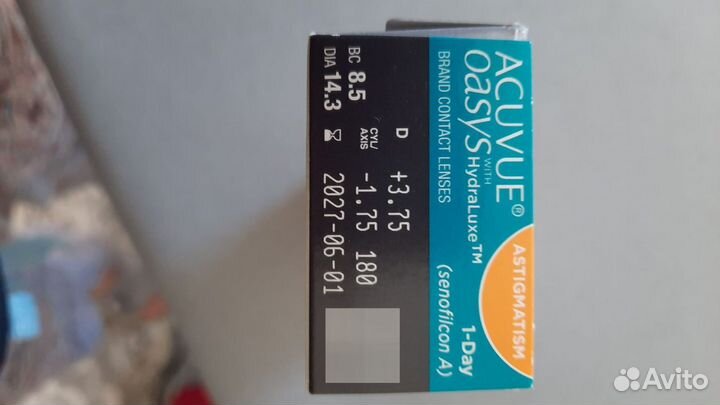 ACUVUE®
OASYS WITH HydraLuxe™
BRAND CONTACT LENSES
ASTIGMATISM
1-Day
(senofilcon A)
D +3.75
BC 8.5 CYL/AXIS -1.75 180
DIA 14.3 2027-06-01
Avito